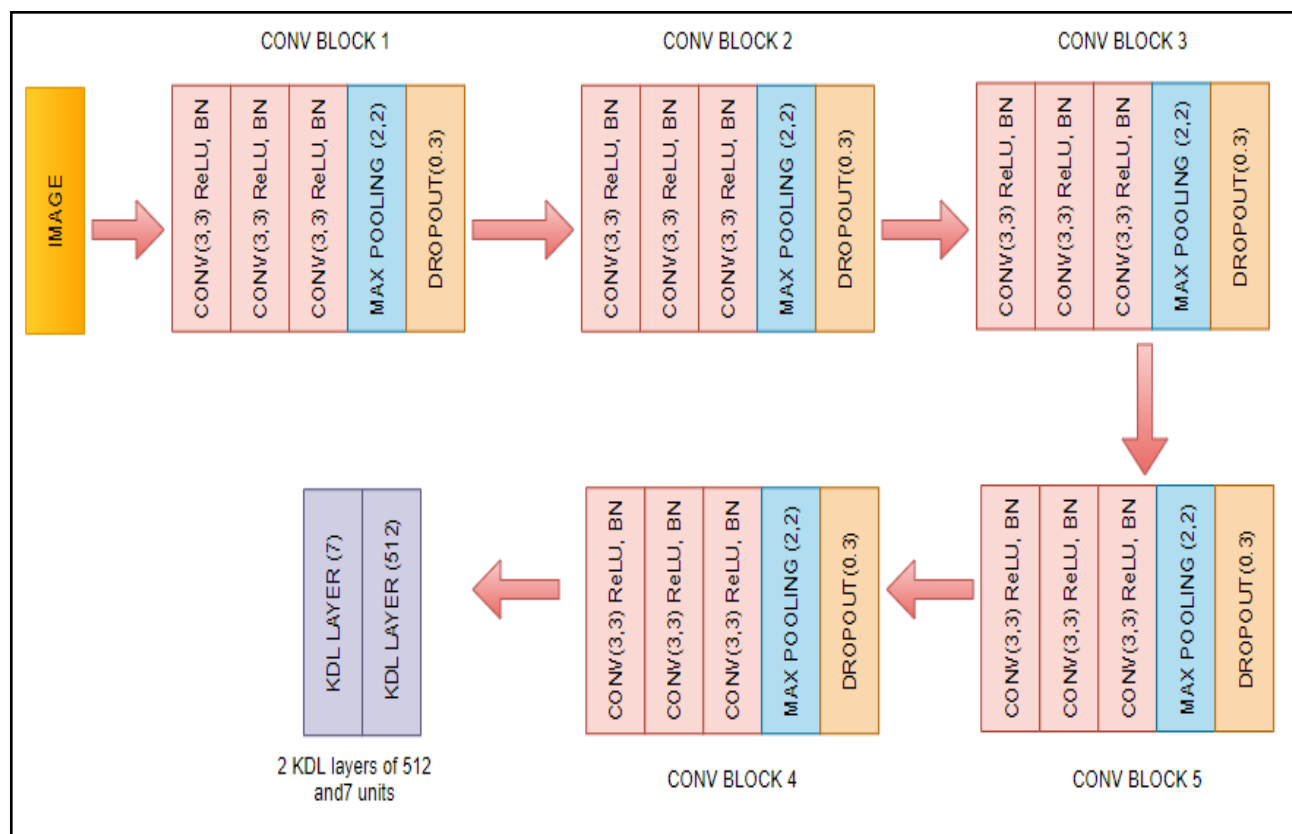 CONV BLOCK 1
CONV BLOCK 2
CONV BLOCK 3
IMAGE
CONV(3,3) ReLU, BN
CONV(3,3) ReLU, BN
CONV(3,3) ReLU, BN
MAX POOLING (2,2)
DROPOUT(0.3)
CONV(3,3) ReLU, BN
CONV(3,3) ReLU, BN
CONV(3,3) ReLU, BN
MAX POOLING (2,2)
DROPOUT(0.3)
CONV(3,3) ReLU, BN
CONV(3,3) ReLU, BN
CONV(3,3) ReLU, BN
MAX POOLING (2,2)
DROPOUT(0.3)
KDL LAYER (7)
KDL LAYER (512)
2 KDL layers of 512
and7 units
CONV(3,3) ReLU, BN
CONV(3,3) ReLU, BN
CONV(3,3) ReLU, BN
MAX POOLING (2,2)
DROPOUT(0.3)
CONV BLOCK 4
CONV(3,3) ReLU, BN
CONV(3,3) ReLU, BN
CONV(3,3) ReLU, BN
MAX POOLING (2,2)
DROPOUT(0.3)
CONV BLOCK 5